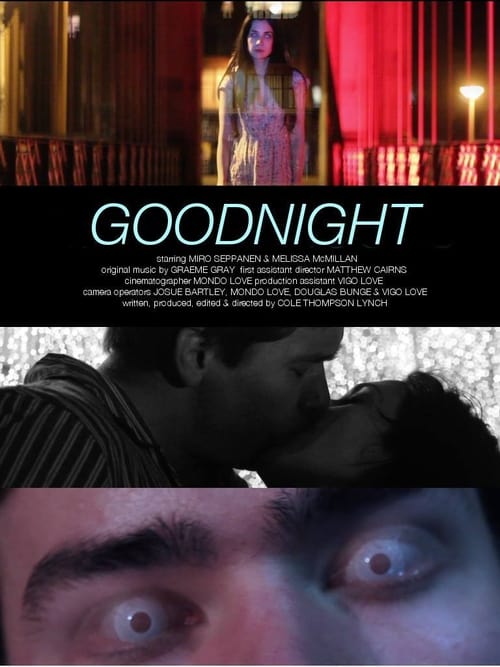 GOODNIGHT
starring MIRO SEPPANEN & MELISSA McMILLAN
original music by GRAEME GRAY first assistant director MATTHEW CAIRNS
cinematographer MONDO LOVE production assistant VIGO LOVE
camera operators JOSUE BARTLEY, MONDO LOVE, DOUGLAS BUNGE & VIGO LOVE
written, produced, edited & directed by COLE THOMPSON LYNCH